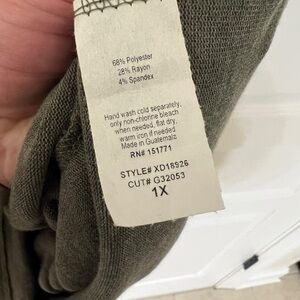 68% Polyester
28% Rayon
4% Spandex
Hand wash cold separately,
only non-chlorine bleach
when needed, flat dry,
warm iron if needed
Made in Guatemala
RN# 151771
STYLE# XD18926
CUT# G32053
1X